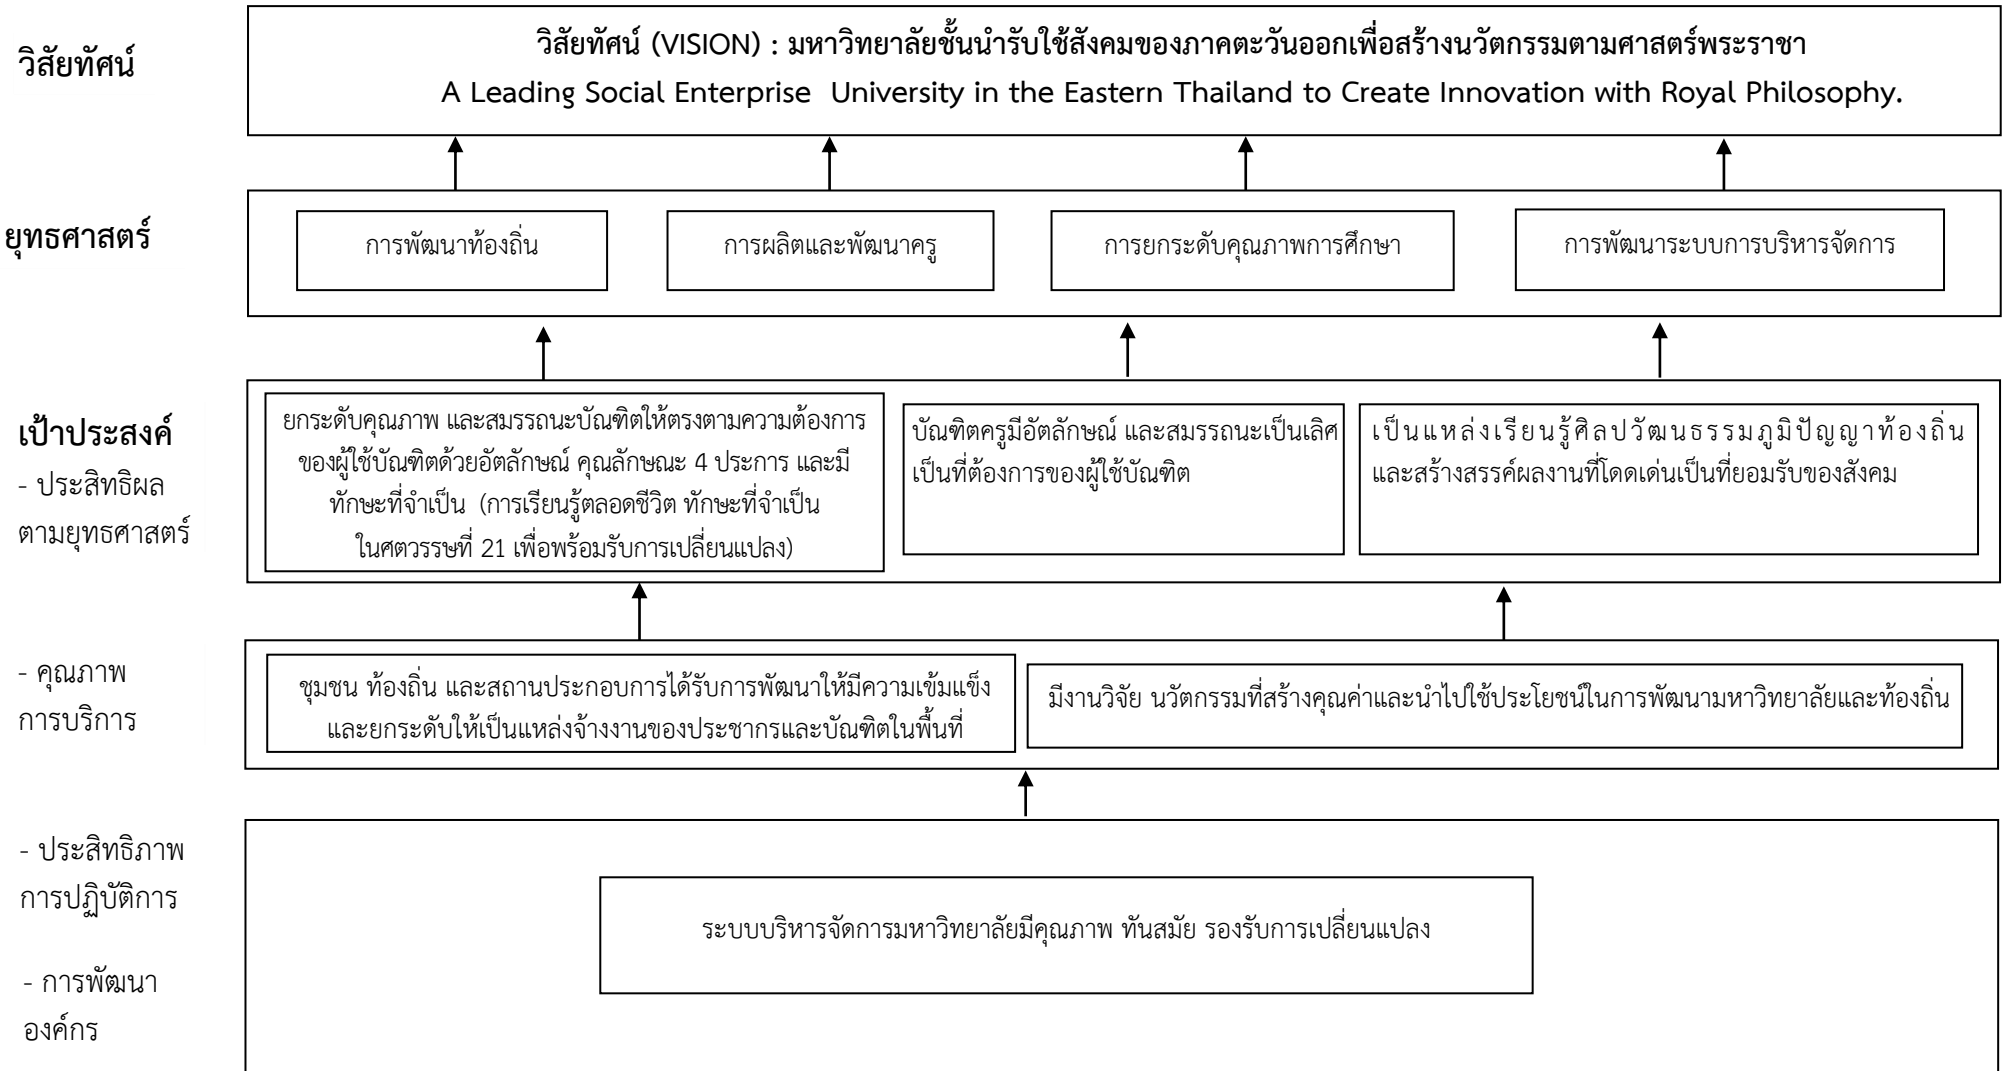 วิสัยทัศน์
วิสัยทัศน์ (VISION) : มหาวิทยาลัยชั้นนำรับใช้สังคมของภาคตะวันออกเพื่อสร้างนวัตกรรมตามศาสตร์พระราชา
A Leading Social Enterprise University in the Eastern Thailand to Create Innovation with Royal Philosophy.
ยุทธศาสตร์
การพัฒนาท้องถิ่น
การผลิตและพัฒนาครู
การยกระดับคุณภาพการศึกษา
การพัฒนาระบบการบริหารจัดการ
เป้าประสงค์
- ประสิทธิผล
ตามยุทธศาสตร์
ยกระดับคุณภาพ และสมรรถนะบัณฑิตให้ตรงตามความต้องการ
ของผู้ใช้บัณฑิตด้วยอัตลักษณ์ คุณลักษณะ 4 ประการ และมี
ทักษะที่จำเป็น (การเรียนรู้ตลอดชีวิต ทักษะที่จำเป็น
ในศตวรรษที่ 21 เพื่อพร้อมรับการเปลี่ยนแปลง)
บัณฑิตครูมีอัตลักษณ์ และสมรรถนะเป็นเลิศ
เป็นที่ต้องการของผู้ใช้บัณฑิต
เป็นแหล่งเรียนรู้ศิลปวัฒนธรรมภูมิปัญญาท้องถิ่น
และสร้างสรรค์ผลงานที่โดดเด่นเป็นที่ยอมรับของสังคม
- คุณภาพ
การบริการ
ชุมชน ท้องถิ่น และสถานประกอบการได้รับการพัฒนาให้มีความเข้มแข็ง
และยกระดับให้เป็นแหล่งจ้างงานของประชากรและบัณฑิตในพื้นที่
มีงานวิจัย นวัตกรรมที่สร้างคุณค่าและนำไปใช้ประโยชน์ในการพัฒนามหาวิทยาลัยและท้องถิ่น
- ประสิทธิภาพ
การปฏิบัติการ
ระบบบริหารจัดการมหาวิทยาลัยมีคุณภาพ ทันสมัย รองรับการเปลี่ยนแปลง
- การพัฒนา
องค์กร